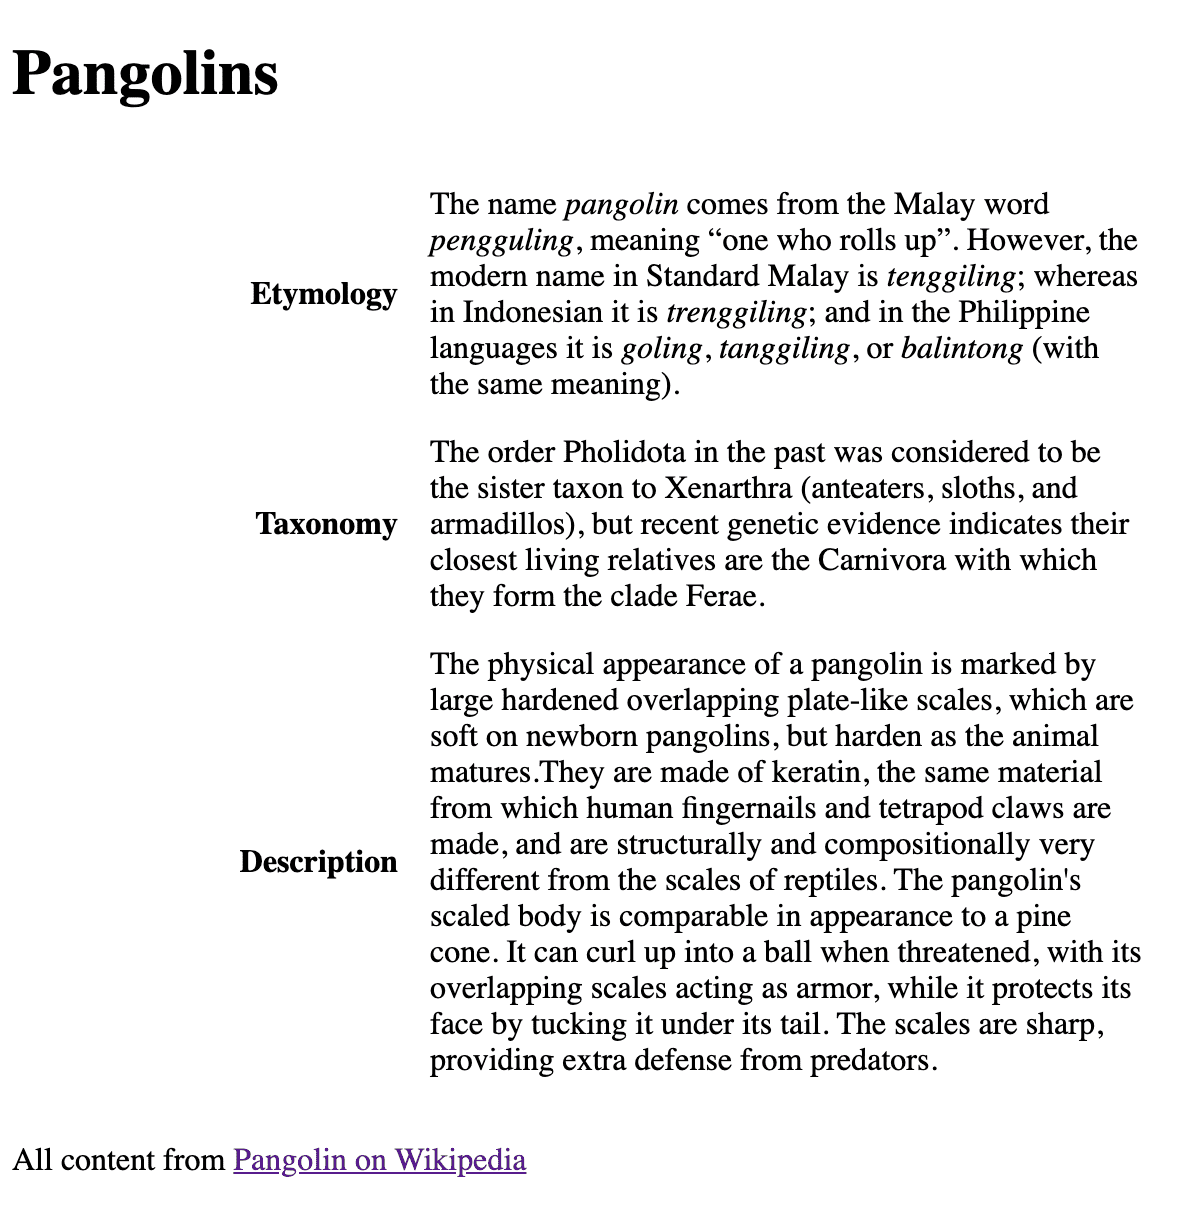 Pangolins
The name pangolin comes from the Malay word
pengguling, meaning “one who rolls up”. However, the
modern name in Standard Malay is tenggiling; whereas
Etymology
in Indonesian it is trenggiling; and in the Philippine
languages it is goling, tanggiling, or balintong (with
the same meaning).
The order Pholidota in the past was considered to be
the sister taxon to Xenarthra (anteaters, sloths, and
Taxonomy
armadillos), but recent genetic evidence indicates their
closest living relatives are the Carnivora with which
they form the clade Ferae.
The physical appearance of a pangolin is marked by
large hardened overlapping plate-like scales, which are
soft on newborn pangolins, but harden as the animal
matures.They are made of keratin, the same material
from which human fingernails and tetrapod claws are
made, and are structurally and compositionally very
Description
different from the scales of reptiles. The pangolin's
scaled body is comparable in appearance to a pine
cone. It can curl up into a ball when threatened, with its
overlapping scales acting as armor, while it protects its
face by tucking it under its tail. The scales are sharp,
providing extra defense from predators.
All content from Pangolin on Wikipedia